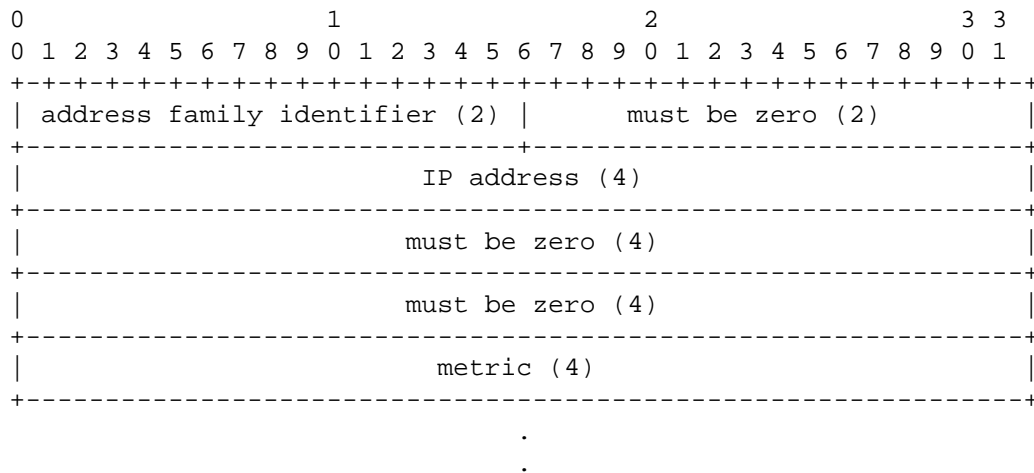 0                   1                   2                   3 3
0 1 2 3 4 5 6 7 8 9 0 1 2 3 4 5 6 7 8 9 0 1 2 3 4 5 6 7 8 9 0 1
+-+-+-+-+-+-+-+-+-+-+-+-+-+-+-+-+-+-+-+-+-+-+-+-+-+-+-+-+-+-+-+-+
| address family identifier (2) |      must be zero (2)         |
+-------------------------------+-------------------------------+
|                         IP address (4)                        |
+---------------------------------------------------------------+
|                        must be zero (4)                       |
+---------------------------------------------------------------+
|                        must be zero (4)                       |
+---------------------------------------------------------------+
|                          metric (4)                           |
+---------------------------------------------------------------+
                                .
                                .